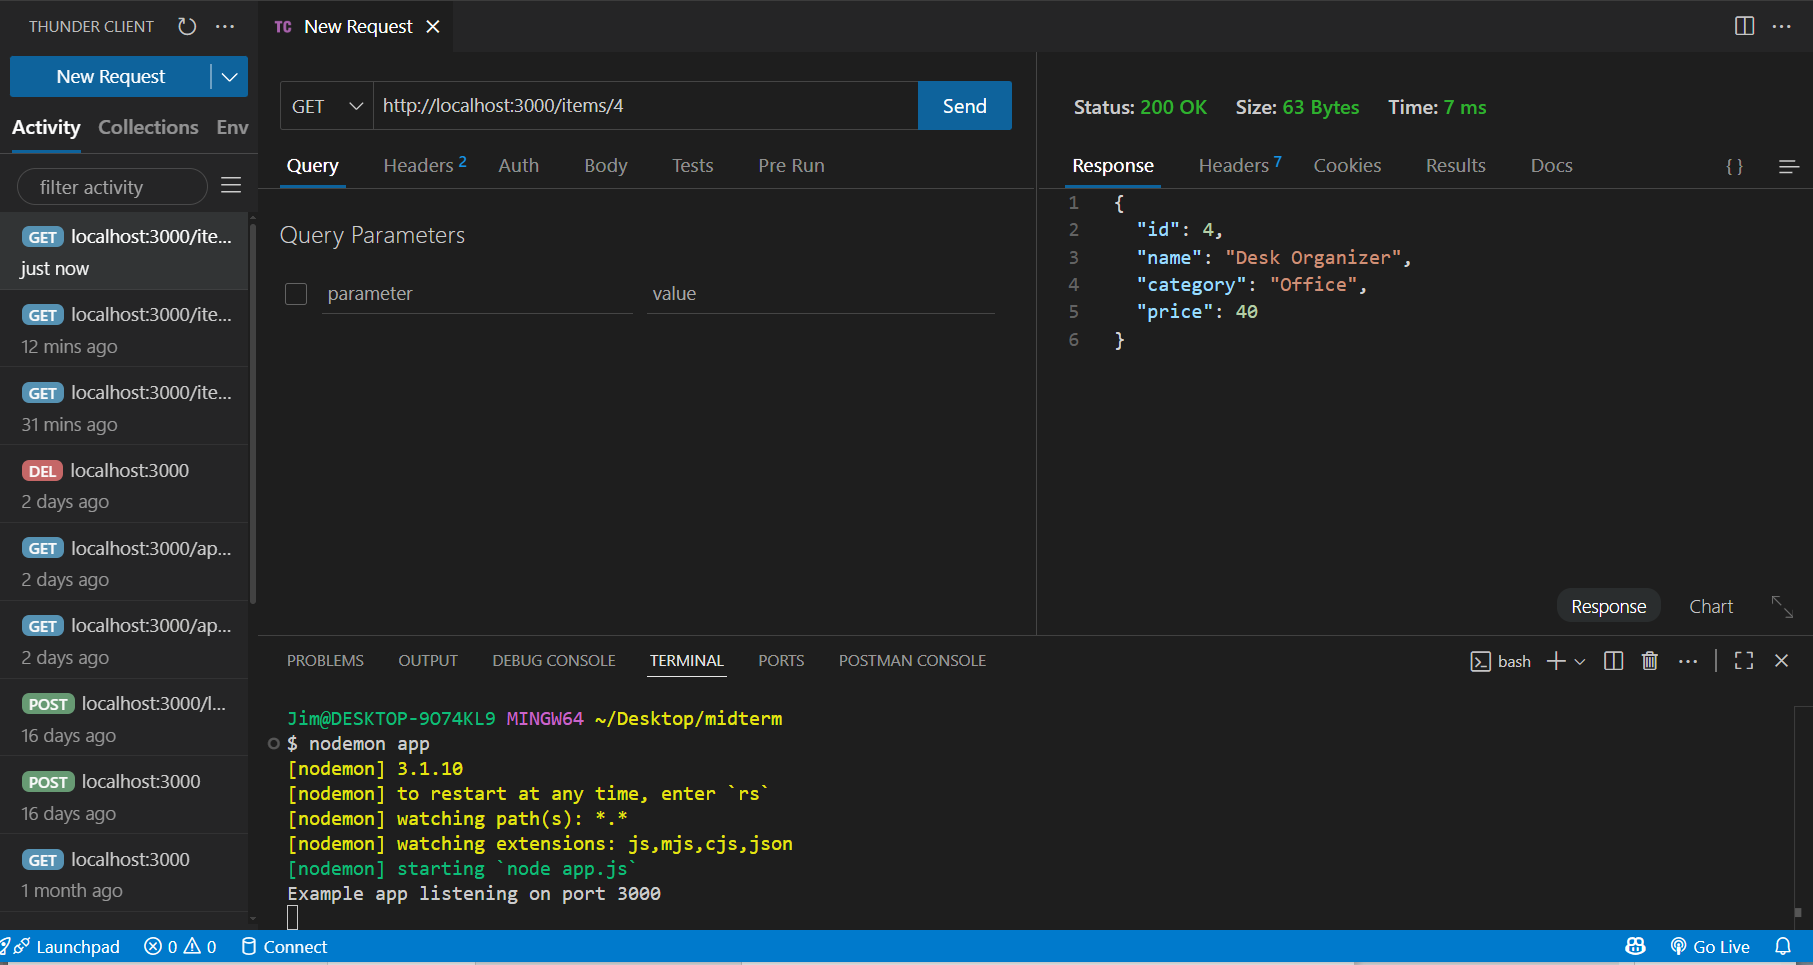 THUNDER CLIENT
New Request
Activity Collections Env
filter activity
GET localhost:3000/ite...
just now
GET localhost:3000/ite...
12 mins ago
GET localhost:3000/ite...
31 mins ago
DEL localhost:3000
2 days ago
GET localhost:3000/ap...
2 days ago
GET localhost:3000/ap...
2 days ago
POST localhost:3000/l...
16 days ago
POST localhost:3000
16 days ago
GET localhost:3000
1 month ago
TC New Request
GET http://localhost:3000/items/4 Send
Query Headers 2 Auth Body Tests Pre Run
Query Parameters
parameter value
Status: 200 OK Size: 63 Bytes Time: 7 ms
Response Headers 7 Cookies Results Docs { }
1 {
2 "id": 4,
3 "name": "Desk Organizer",
4 "category": "Office",
5 "price": 40
6 }
Response Chart
PROBLEMS OUTPUT DEBUG CONSOLE TERMINAL PORTS POSTMAN CONSOLE
bash
Jim@DESKTOP-9O74KL9 MINGW64 ~/Desktop/midterm
$ nodemon app
[nodemon] 3.1.10
[nodemon] to restart at any time, enter `rs`
[nodemon] watching path(s): *.*
[nodemon] watching extensions: js,mjs,cjs,json
[nodemon] starting `node app.js`
Example app listening on port 3000
Launchpad 0 0 Connect Go Live